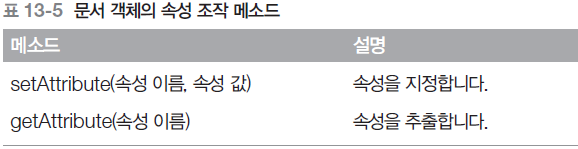 표 13-5 문서 객체의 속성 조작 메소드
메소드 설명
setAttribute(속성 이름, 속성 값) 속성을 지정합니다.
getAttribute(속성 이름) 속성을 추출합니다.